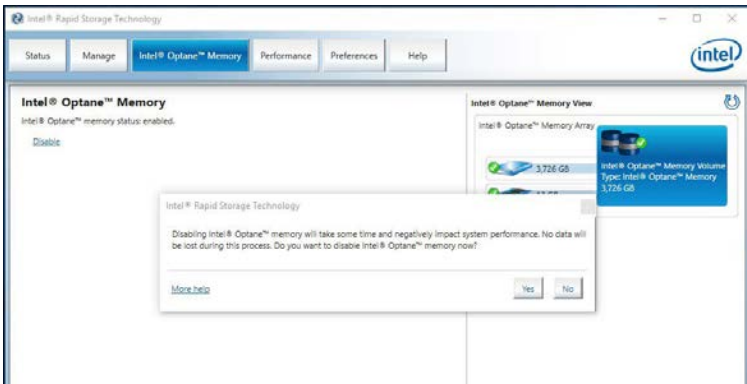 Intel® Rapid Storage Technology
Status
Manage
Intel® Optane™ Memory
Performance
Preferences
Help
intel
Intel® Optane™ Memory
Intel® Optane™ memory status: enabled.
Disable
Intel® Optane™ Memory View
Intel® Optane™ Memory Array
3,726 GB
Intel® Optane™ Memory Volume
Type: Intel® Optane™ Memory
3,726 GB
Intel® Rapid Storage Technology
Disabling Intel® Optane™ memory will take some time and negatively impact system performance. No data will
be lost during this process. Do you want to disable Intel® Optane™ memory now?
More help
Yes
No